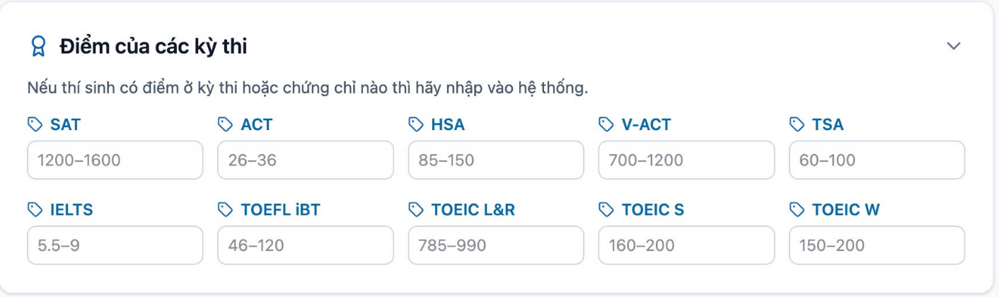 Điểm của các kỳ thi
Nếu thí sinh có điểm ở kỳ thi hoặc chứng chỉ nào thì hãy nhập vào hệ thống.
SAT ACT HSA V-ACT TSA
1200–1600 26–36 85–150 700–1200 60–100
IELTS TOEFL iBT TOEIC L&R TOEIC S TOEIC W
5.5–9 46–120 785–990 160–200 150–200